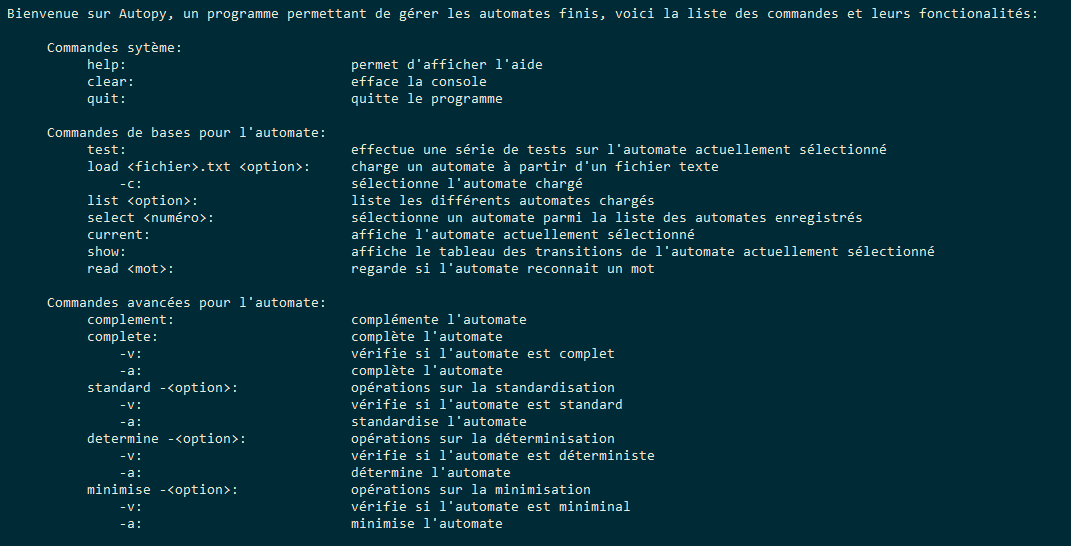 Bienvenue sur Autopy, un programme permettant de gérer les automates finis, voici la liste des commandes et leurs fonctionalités:
Commandes sytème:
help: permet d'afficher l'aide
clear: efface la console
quit: quitte le programme
Commandes de bases pour l'automate:
test: effectue une série de tests sur l'automate actuellement sélectionné
load <fichier>.txt <option>: charge un automate à partir d'un fichier texte
-c: sélectionne l'automate chargé
list <option>: liste les différents automates chargés
select <numéro>: sélectionne un automate parmi la liste des automates enregistrés
current: affiche l'automate actuellement sélectionné
show: affiche le tableau des transitions de l'automate actuellement sélectionné
read <mot>: regarde si l'automate reconnait un mot
Commandes avancées pour l'automate:
complement: complémente l'automate
complete: complète l'automate
-v: vérifie si l'automate est complet
-a: complète l'automate
standard -<option>: opérations sur la standardisation
-v: vérifie si l'automate est standard
-a: standardise l'automate
determine -<option>: opérations sur la déterminisation
-v: vérifie si l'automate est déterministe
-a: détermine l'automate
minimise -<option>: opérations sur la minimisation
-v: vérifie si l'automate est miniminal
-a: minimise l'automate